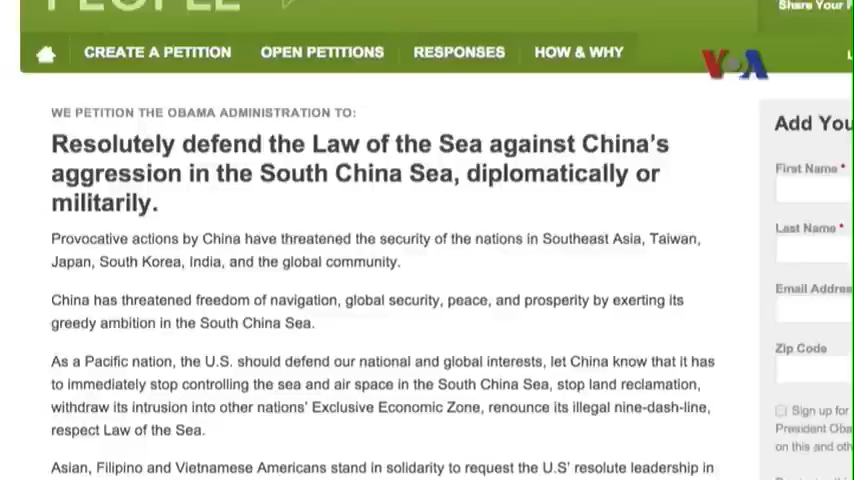 PEOPLE
Share Your
CREATE A PETITION OPEN PETITIONS RESPONSES HOW & WHY
VOA
WE PETITION THE OBAMA ADMINISTRATION TO:
Resolutely defend the Law of the Sea against China's
aggression in the South China Sea, diplomatically or
militarily.
Provocative actions by China have threatened the security of the nations in Southeast Asia, Taiwan,
Japan, South Korea, India, and the global community.
China has threatened freedom of navigation, global security, peace, and prosperity by exerting its
greedy ambition in the South China Sea.
As a Pacific nation, the U.S. should defend our national and global interests, let China know that it has
to immediately stop controlling the sea and air space in the South China Sea, stop land reclamation,
withdraw its intrusion into other nations' Exclusive Economic Zone, renounce its illegal nine-dash-line,
respect Law of the Sea.
Asian, Filipino and Vietnamese Americans stand in solidarity to request the U.S' resolute leadership in
Add You
First Name *
Last Name *
Email Addres
Zip Code
Sign up for
President Oba
on this and oth